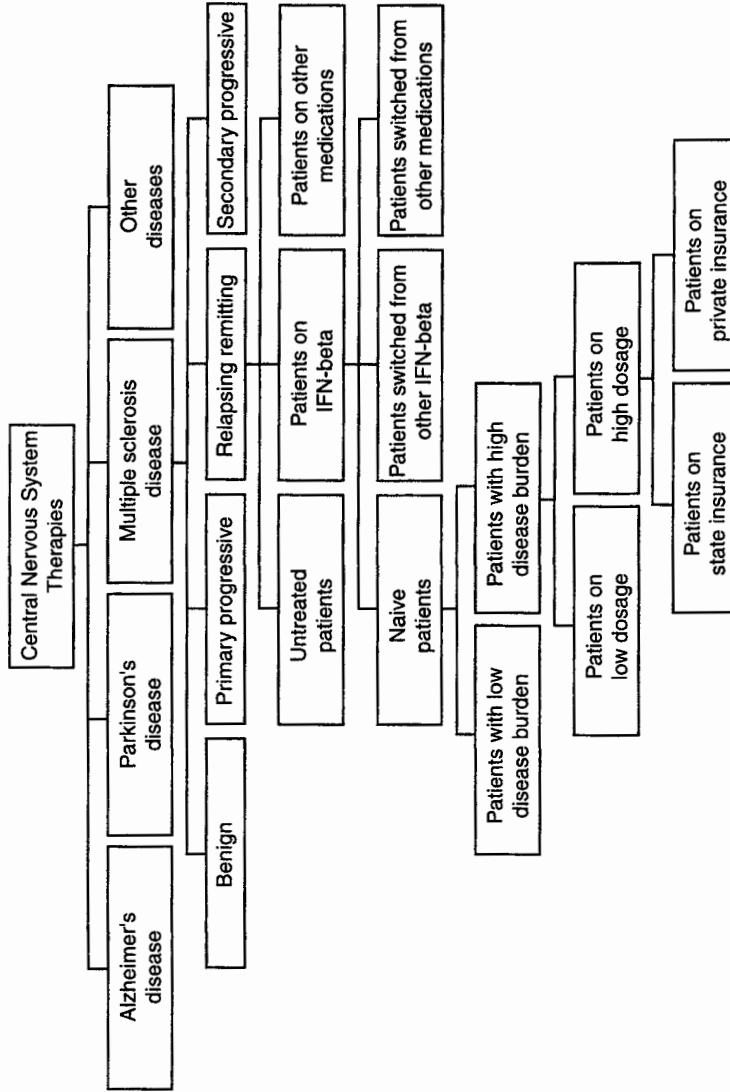 Central Nervous System
Therapies
Alzheimer's
disease
Parkinson's
disease
Multiple sclerosis
disease
Other
diseases
Benign
Primary progressive
Relapsing remitting
Secondary progressive
Untreated
patients
Patients on
IFN-beta
Patients on other
medications
Naive
patients
Patients switched from
other IFN-beta
Patients switched from
other medications
Patients with low
disease burden
Patients with high
disease burden
Patients on
low dosage
Patients on
high dosage
Patients on
state insurance
Patients on
private insurance